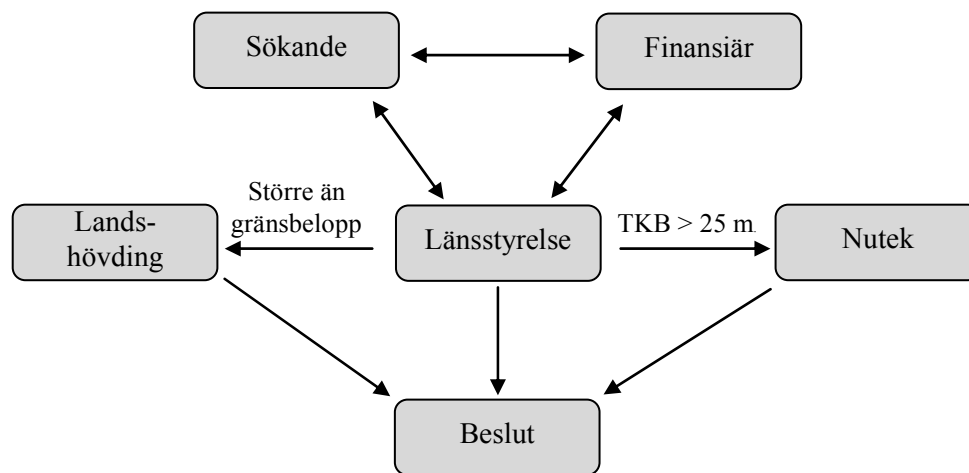 Sökande
Finansiär
Större än
gränsbelopp
Lands-
hövding
Länsstyrelse
TKB > 25 m.
Nutek
Beslut